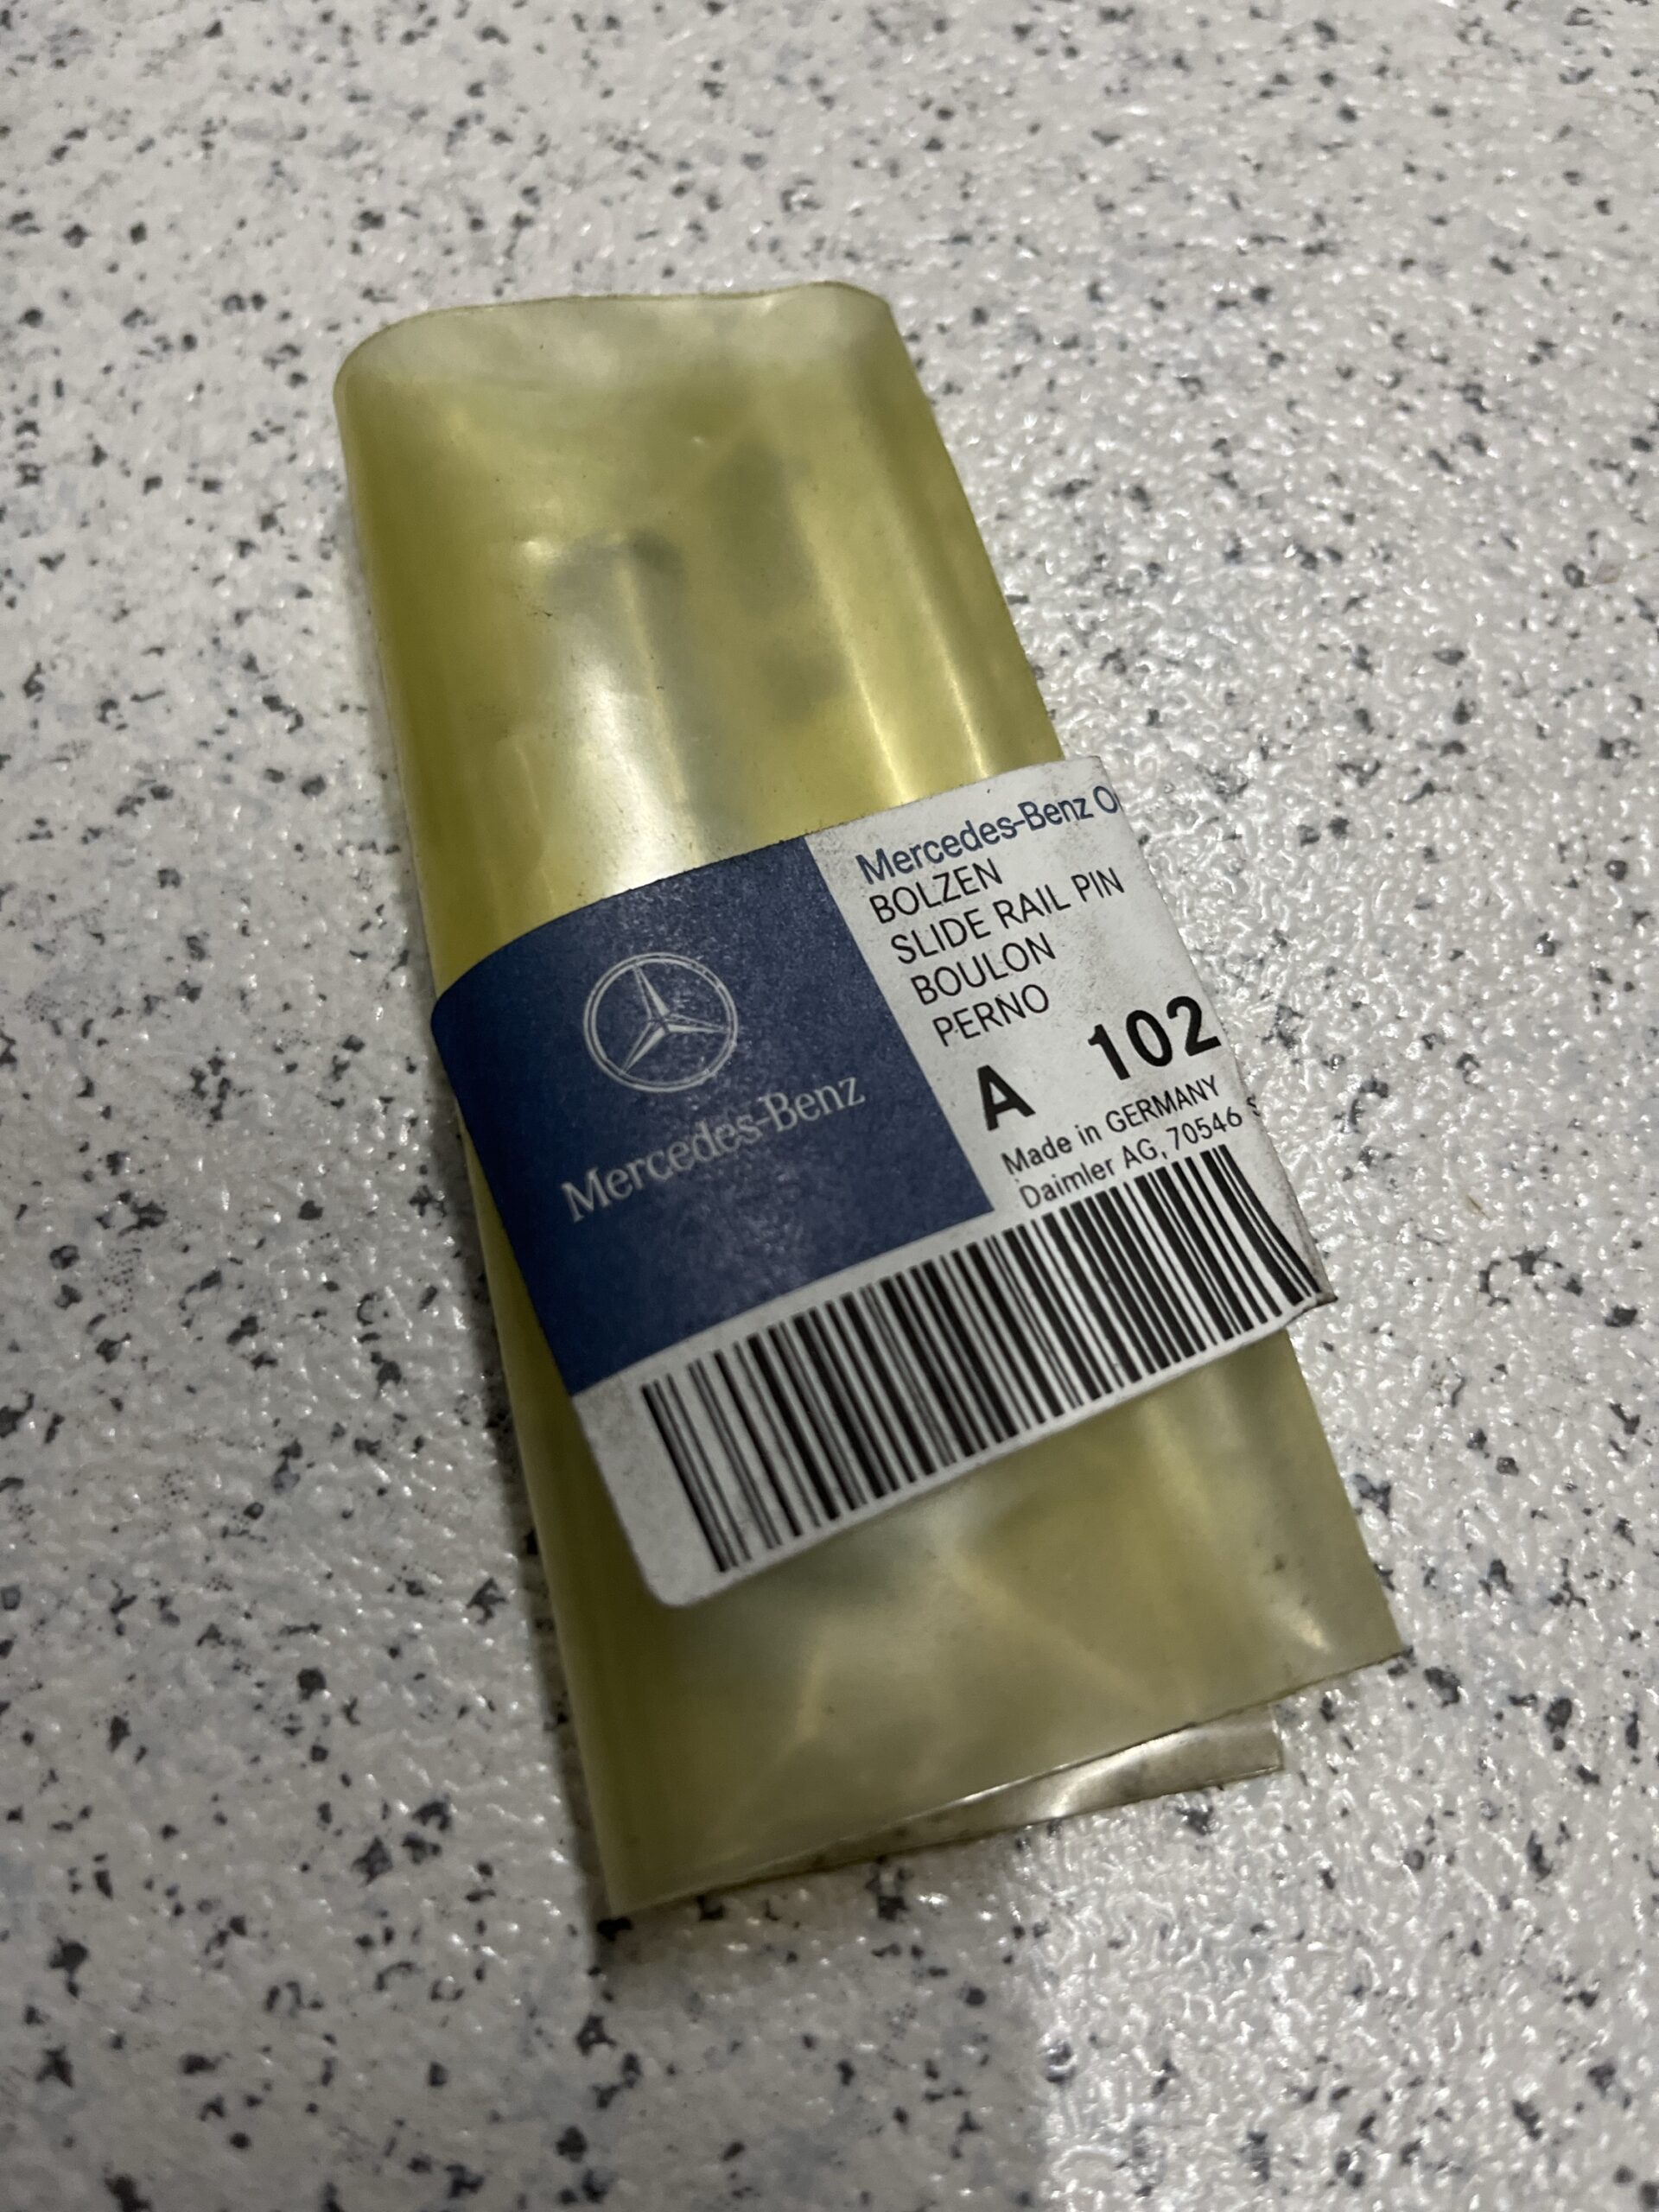 Mercedes-Benz
Mercedes-Benz O
BOLZEN
SLIDE RAIL PIN
BOULON
PERNO
A 102
Made in GERMANY
Daimler AG, 70546 S